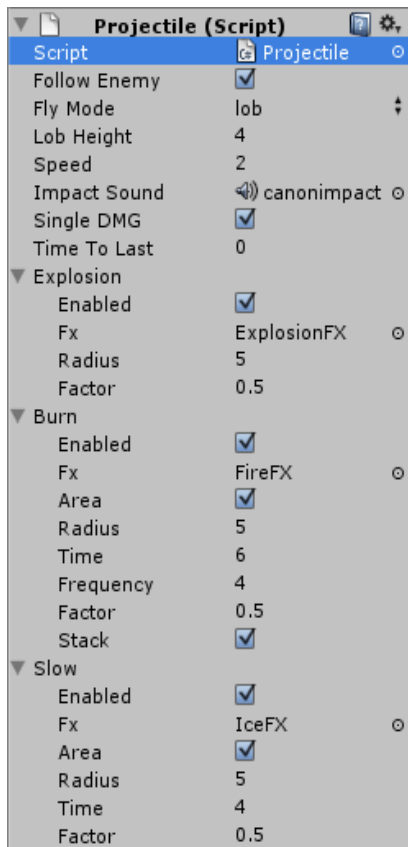 Projectile (Script)
Script C# Projectile
Follow Enemy
Fly Mode lob
Lob Height 4
Speed 2
Impact Sound canonimpact
Single DMG
Time To Last 0
Explosion
Enabled
Fx ExplosionFX
Radius 5
Factor 0.5
Burn
Enabled
Fx FireFX
Area
Radius 5
Time 6
Frequency 4
Factor 0.5
Stack
Slow
Enabled
Fx IceFX
Area
Radius 5
Time 4
Factor 0.5